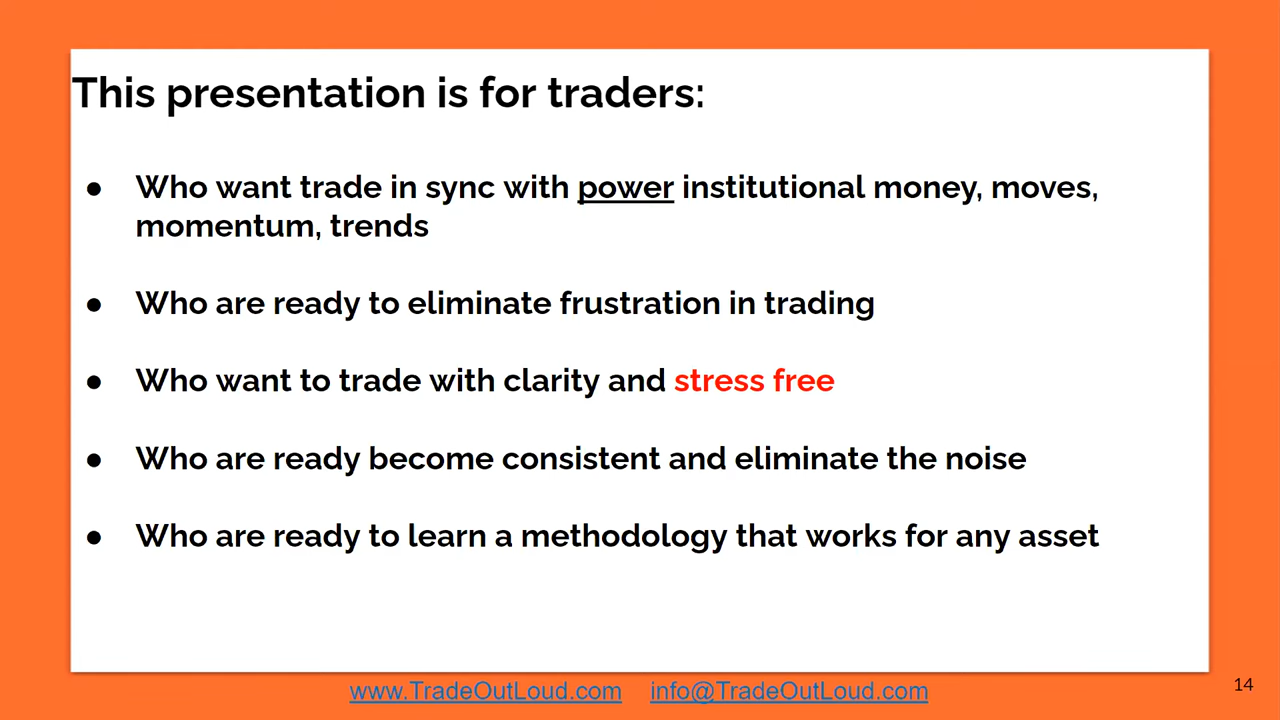 This presentation is for traders:
● Who want trade in sync with power institutional money, moves,
momentum, trends
● Who are ready to eliminate frustration in trading
● Who want to trade with clarity and stress free
● Who are ready become consistent and eliminate the noise
● Who are ready to learn a methodology that works for any asset
www.TradeOutLoud.com info@TradeOutLoud.com
14